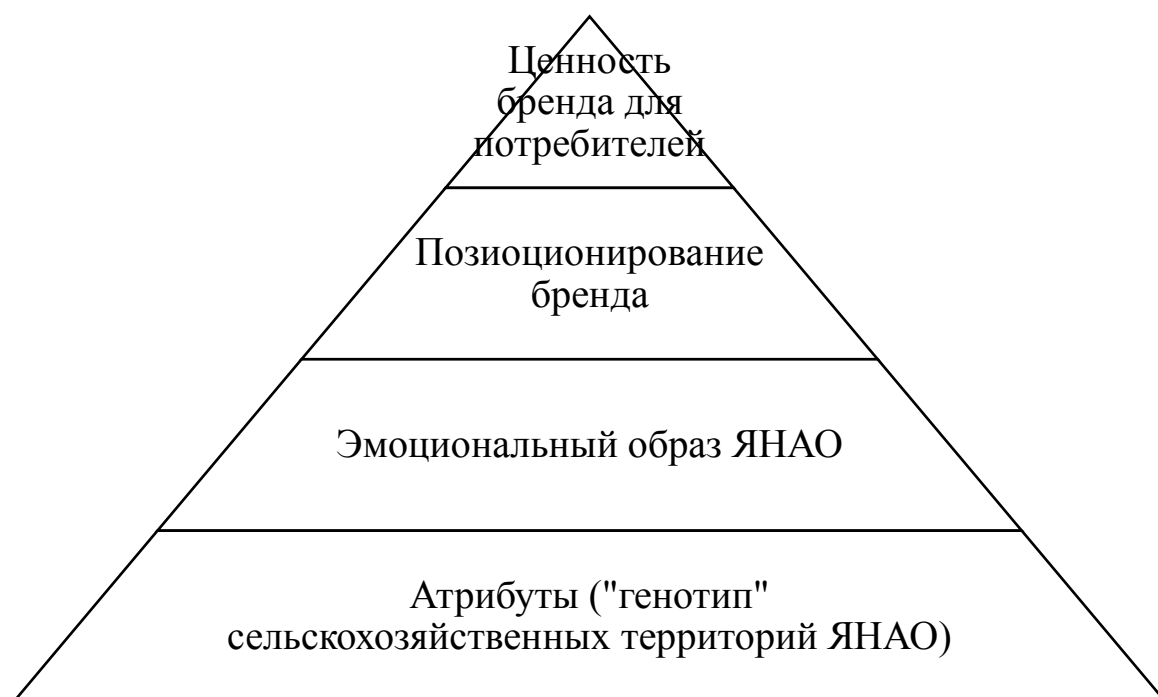 Ценность
бренда для
потребителей
Позиоционирование
бренда
Эмоциональный образ ЯНАО
Атрибуты ("генотип"
сельскохозяйственных территорий ЯНАО)